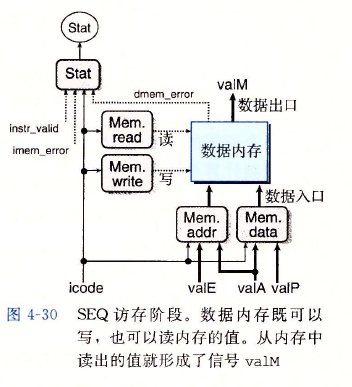 Stat
Stat
dmem_error
valM
数据出口
instr_valid
imem_error
Mem.
read
读
数据内存
Mem.
write
写
数据入口
Mem.
addr
Mem.
data
icode
valE
valA
valP
图 4-30 SEQ 访存阶段。数据内存既可以
写，也可以读内存的值。从内存中
读出的值就形成了信号 valM